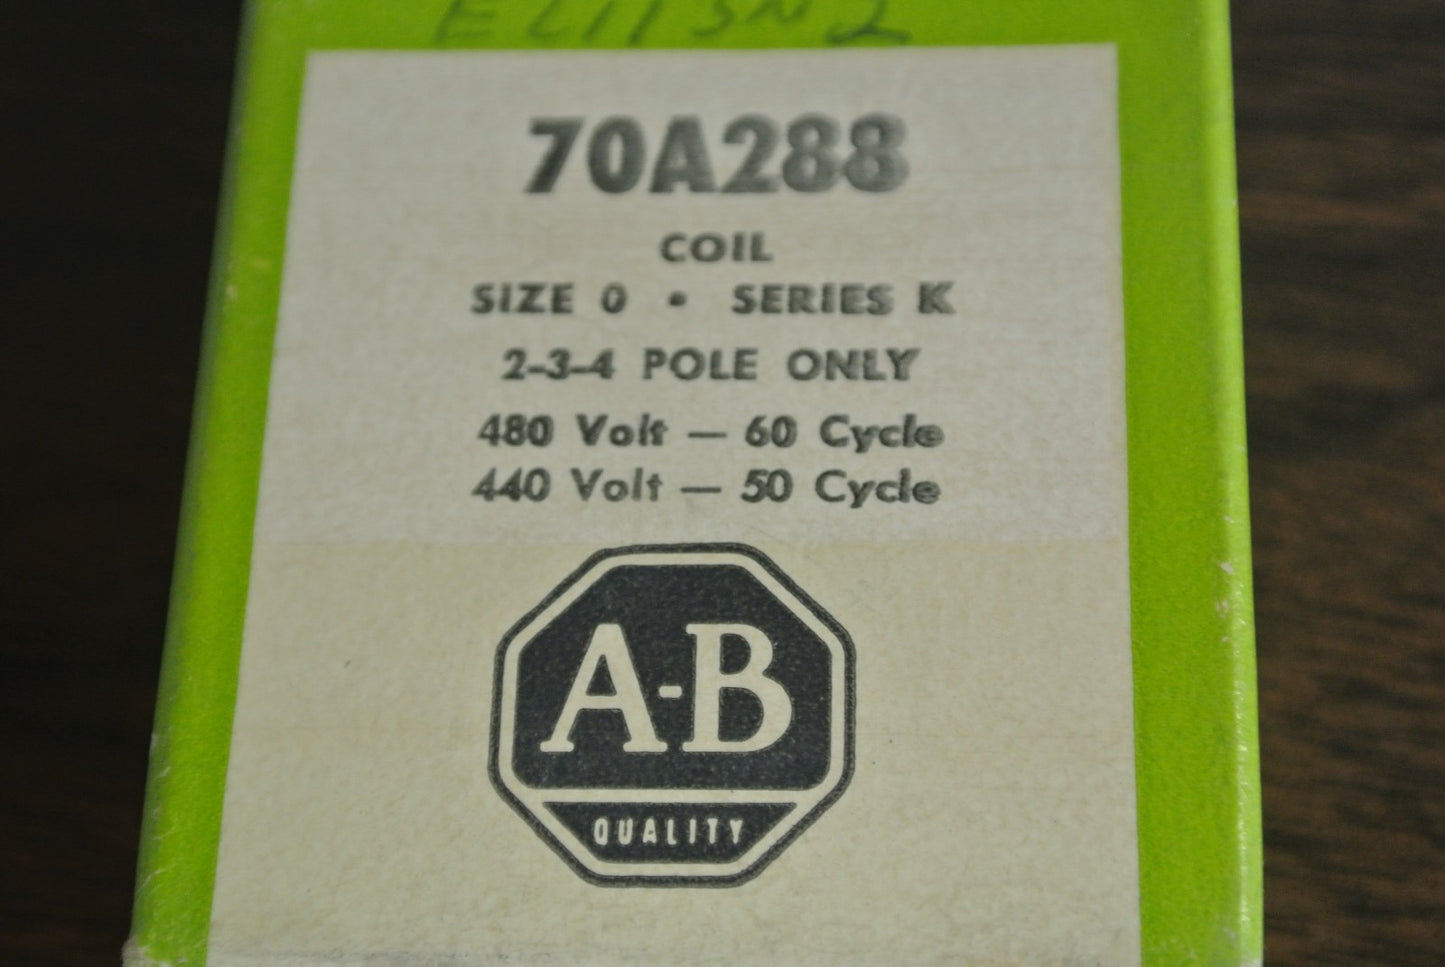 70A288
COIL
SIZE 0 • SERIES K
2-3-4 POLE ONLY
480 Volt — 60 Cycle
440 Volt — 50 Cycle
A-B
QUALITY